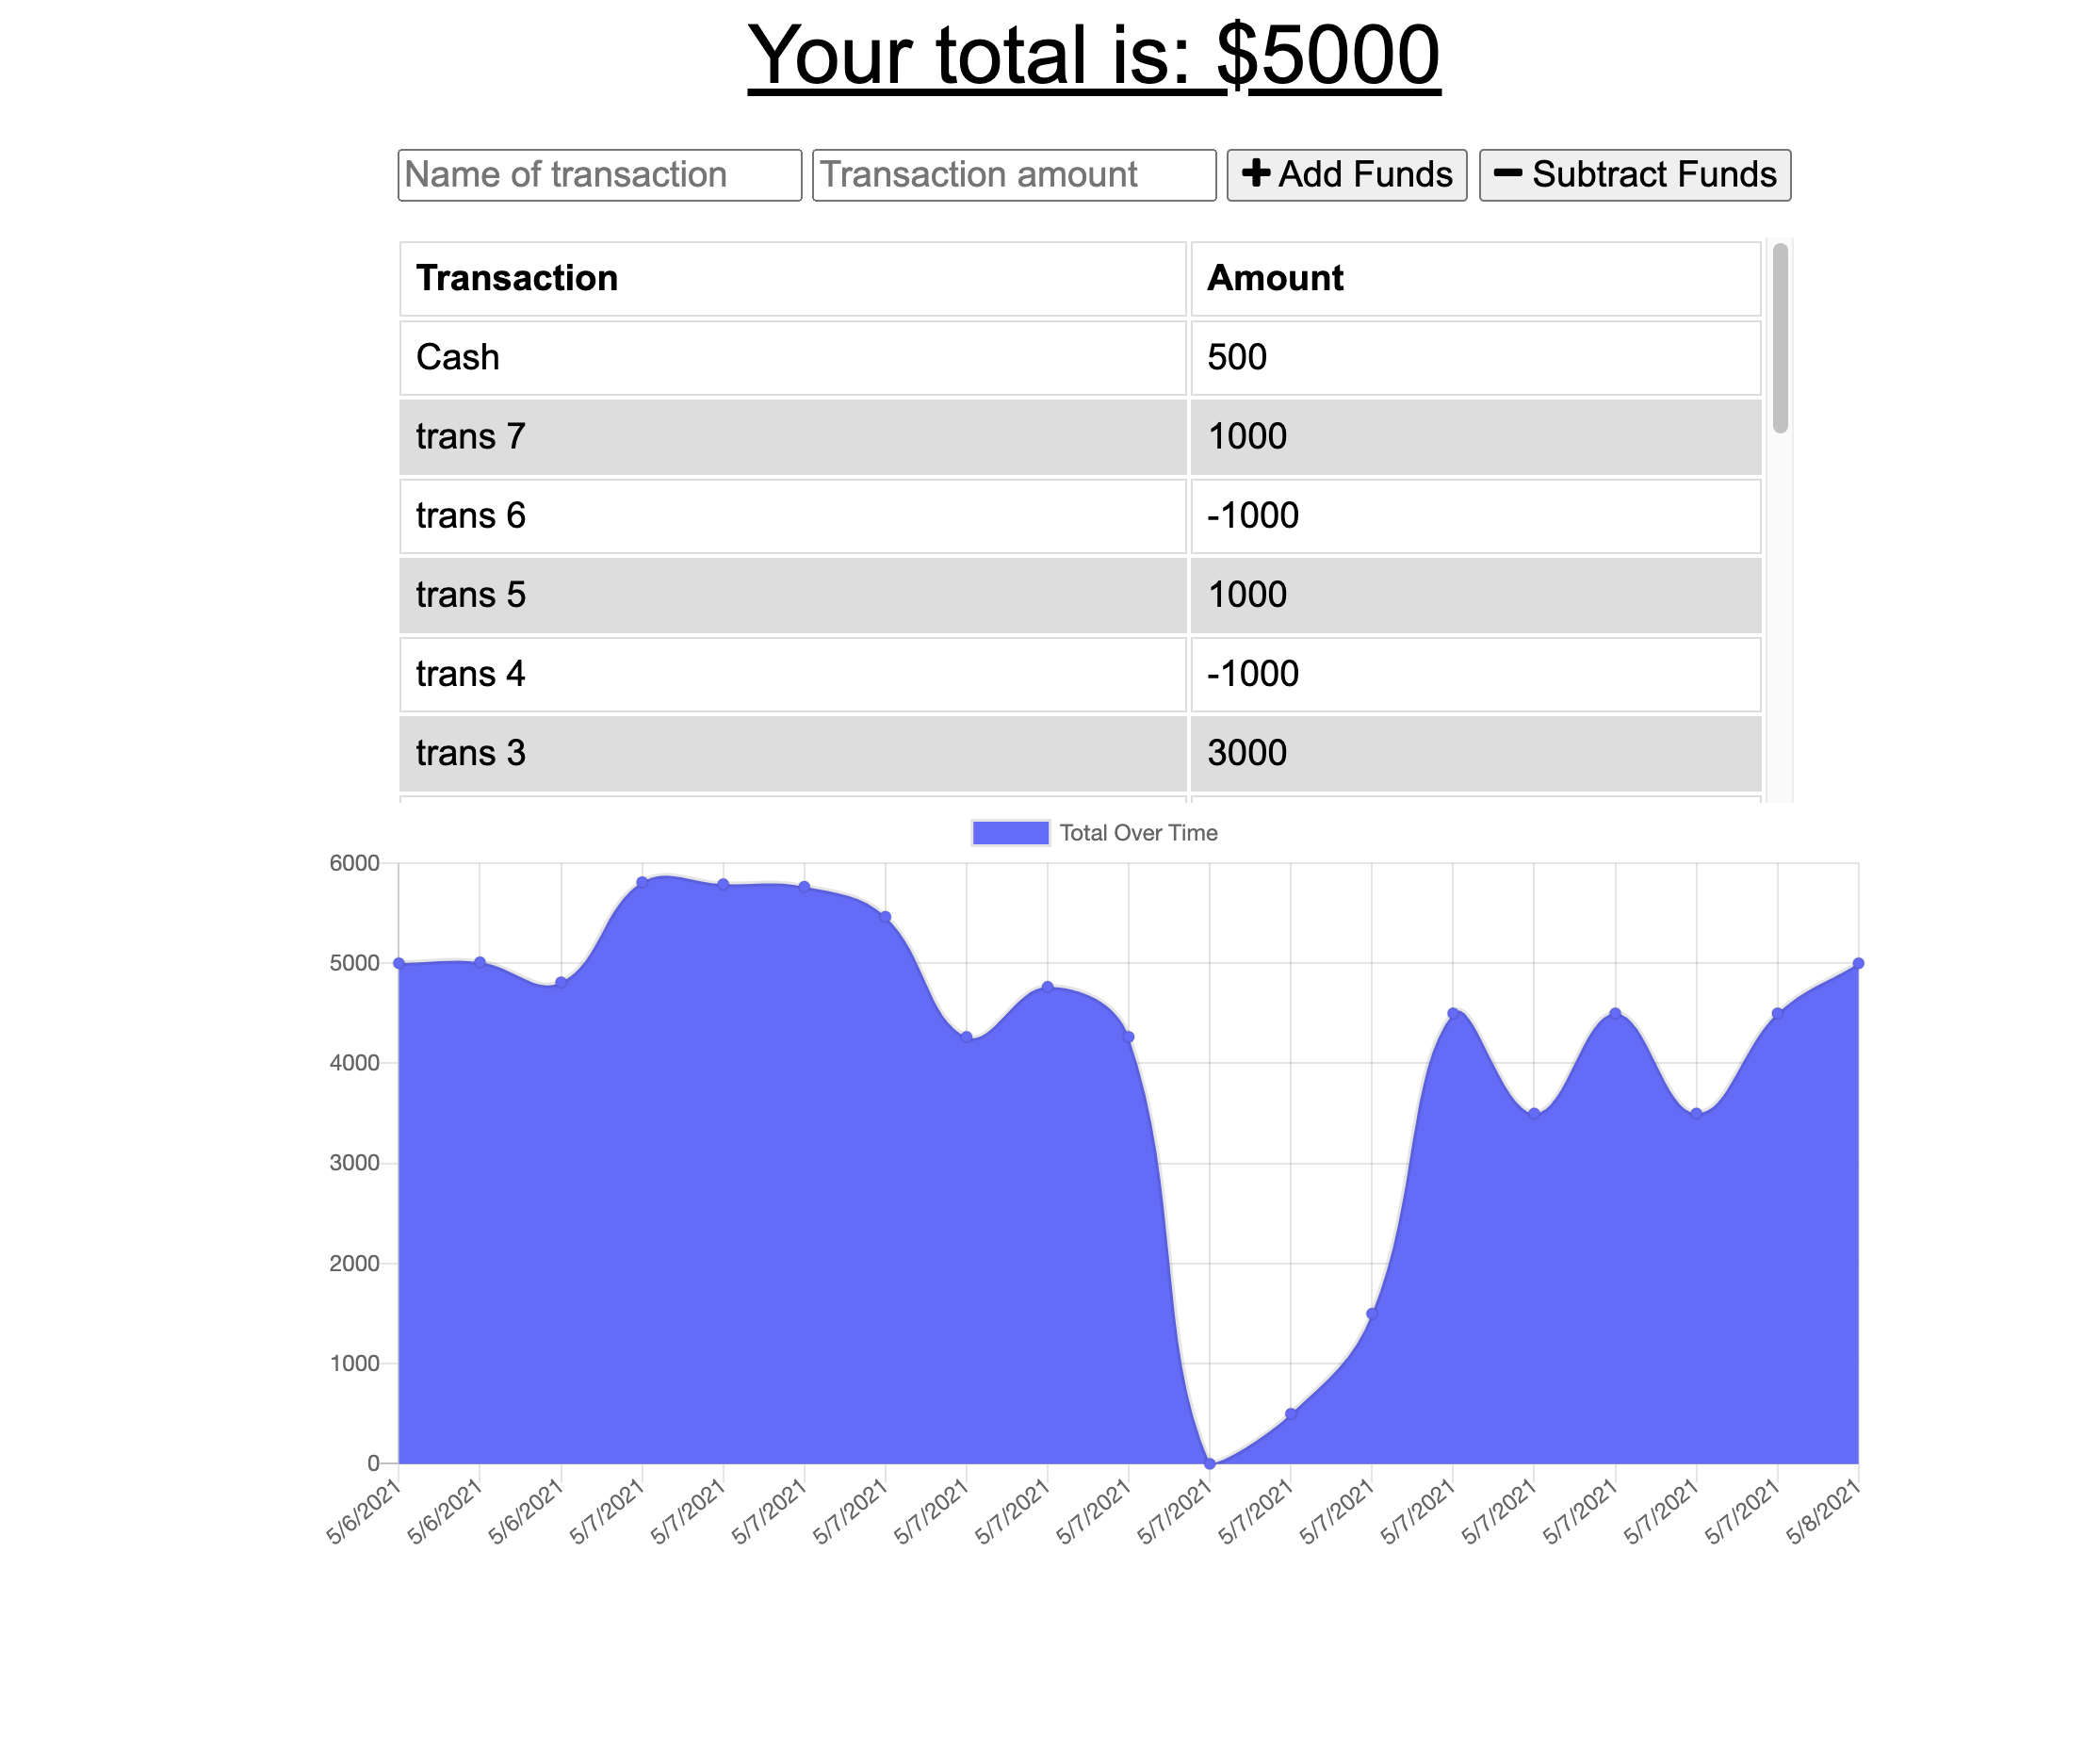 Your total is: $5000
Name of transaction Transaction amount Add Funds Subtract Funds
Transaction Amount
Cash 500
trans 7 1000
trans 6 -1000
trans 5 1000
trans 4 -1000
trans 3 3000
Total Over Time
6000
5000
4000
3000
2000
1000
0
5/6/2021 5/6/2021 5/6/2021 5/7/2021 5/7/2021 5/7/2021 5/7/2021 5/7/2021 5/7/2021 5/7/2021 5/7/2021 5/7/2021 5/7/2021 5/7/2021 5/7/2021 5/7/2021 5/7/2021 5/7/2021 5/8/2021